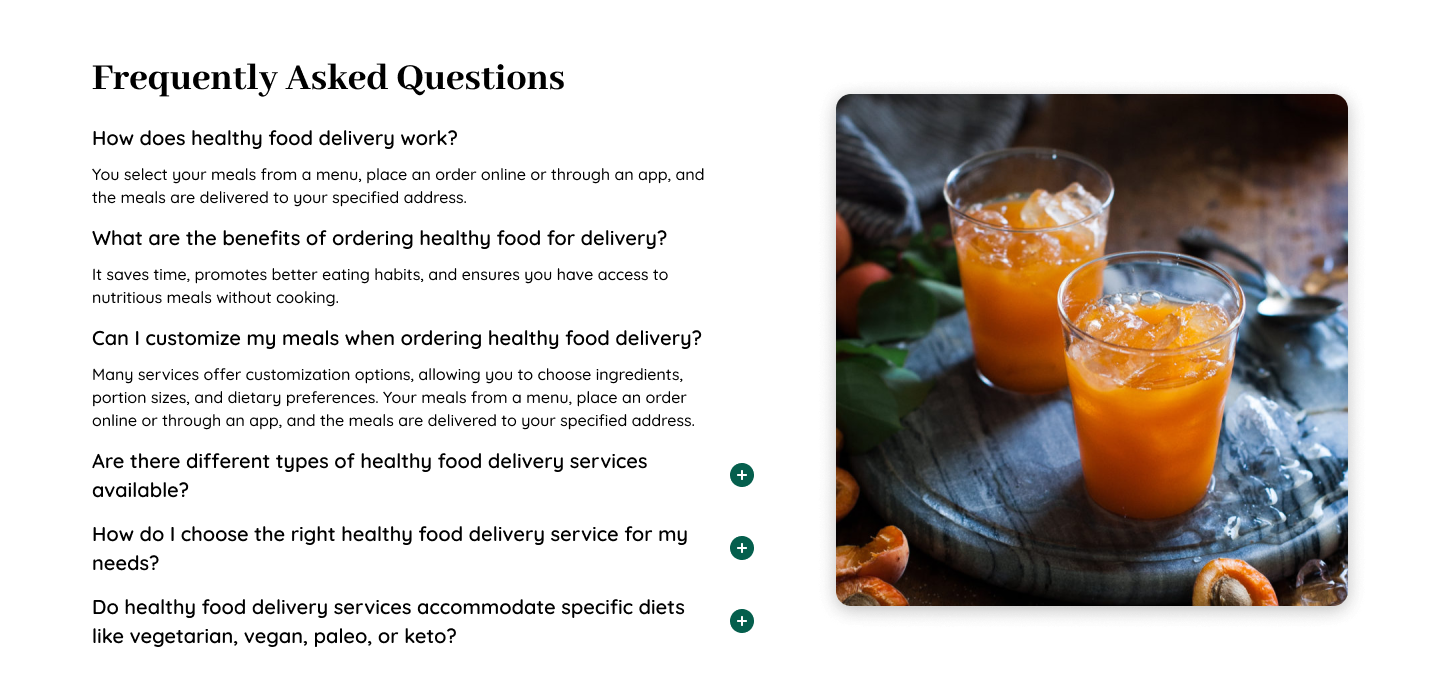 Frequently Asked Questions
How does healthy food delivery work?
You select your meals from a menu, place an order online or through an app, and
the meals are delivered to your specified address.
What are the benefits of ordering healthy food for delivery?
It saves time, promotes better eating habits, and ensures you have access to
nutritious meals without cooking.
Can I customize my meals when ordering healthy food delivery?
Many services offer customization options, allowing you to choose ingredients,
portion sizes, and dietary preferences. Your meals from a menu, place an order
online or through an app, and the meals are delivered to your specified address.
Are there different types of healthy food delivery services
available?
How do I choose the right healthy food delivery service for my
needs?
Do healthy food delivery services accommodate specific diets
like vegetarian, vegan, paleo, or keto?